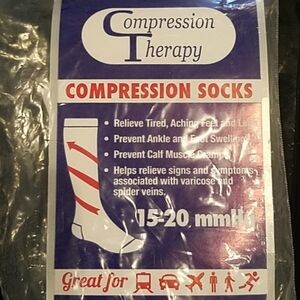 Compression
Therapy
COMPRESSION SOCKS
• Relieve Tired, Aching Feet and
• Prevent Ankle and Foot Swelling
• Prevent Calf Muscle Cramps
• Helps relieve signs and symptoms
associated with varicose and
spider veins.
15-20 mmHg
Great for